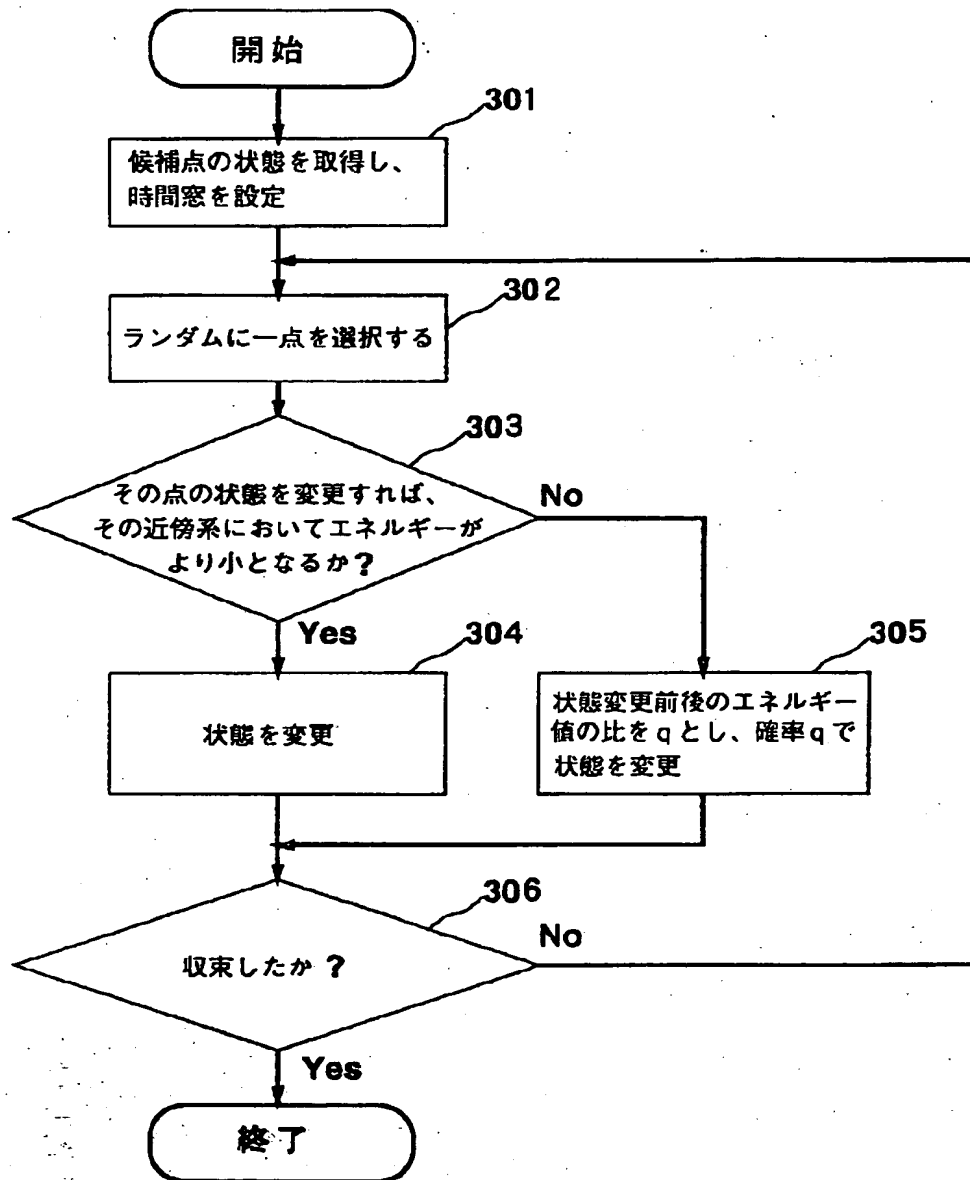 開始
301
候補点の状態を取得し、
時間窓を設定
302
ランダムに一点を選択する
303
その点の状態を変更すれば、
その近傍系においてエネルギーが
より小となるか？
No
Yes
304
状態を変更
305
状態変更前後のエネルギー
値の比をｑとし、確率ｑで
状態を変更
306
収束したか？
No
Yes
終了